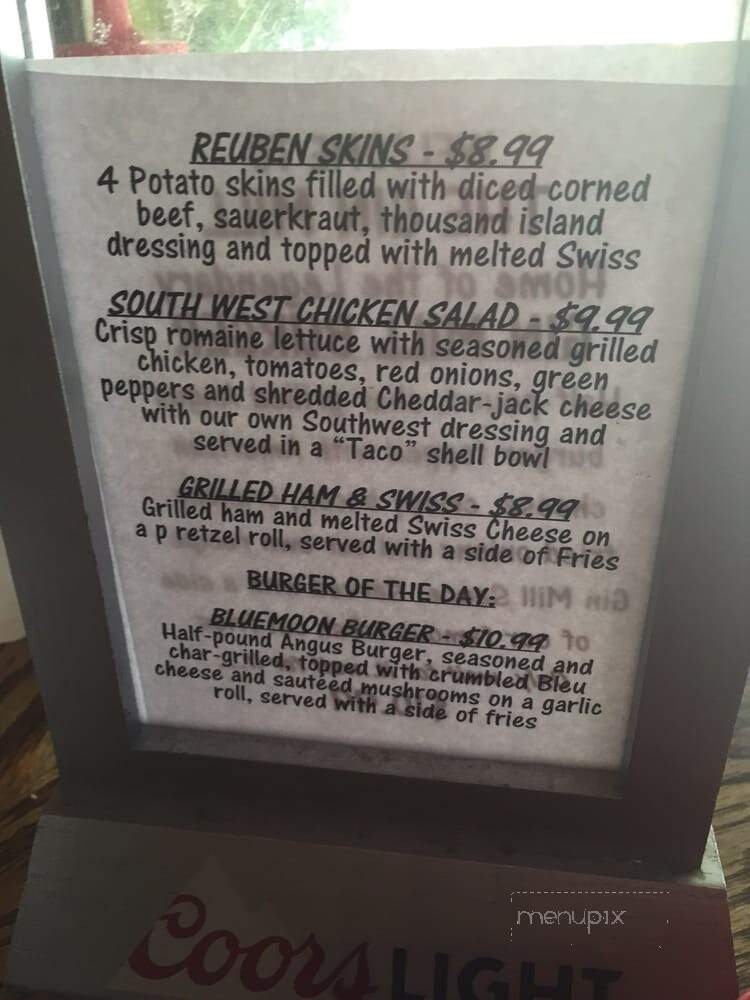 REUBEN SKINS - $8.99
4 Potato skins filled with diced corned
beef, sauerkraut, thousand island
dressing and topped with melted Swiss
SOUTH WEST CHICKEN SALAD - $9.99
Crisp romaine lettuce with seasoned grilled
chicken, tomatoes, red onions, green
peppers and shredded Cheddar-jack cheese
with our own Southwest dressing and
served in a “Taco” shell bowl
GRILLED HAM & SWISS - $8.99
Grilled ham and melted Swiss Cheese on
a p retzel roll, served with a side of Fries
BURGER OF THE DAY:
BLUEMOON BURGER - $10.99
Half-pound Angus Burger, seasoned and
char-grilled, topped with crumbled Bleu
cheese and sautéed mushrooms on a garlic
roll, served with a side of fries
menupix
Coors LIGHT